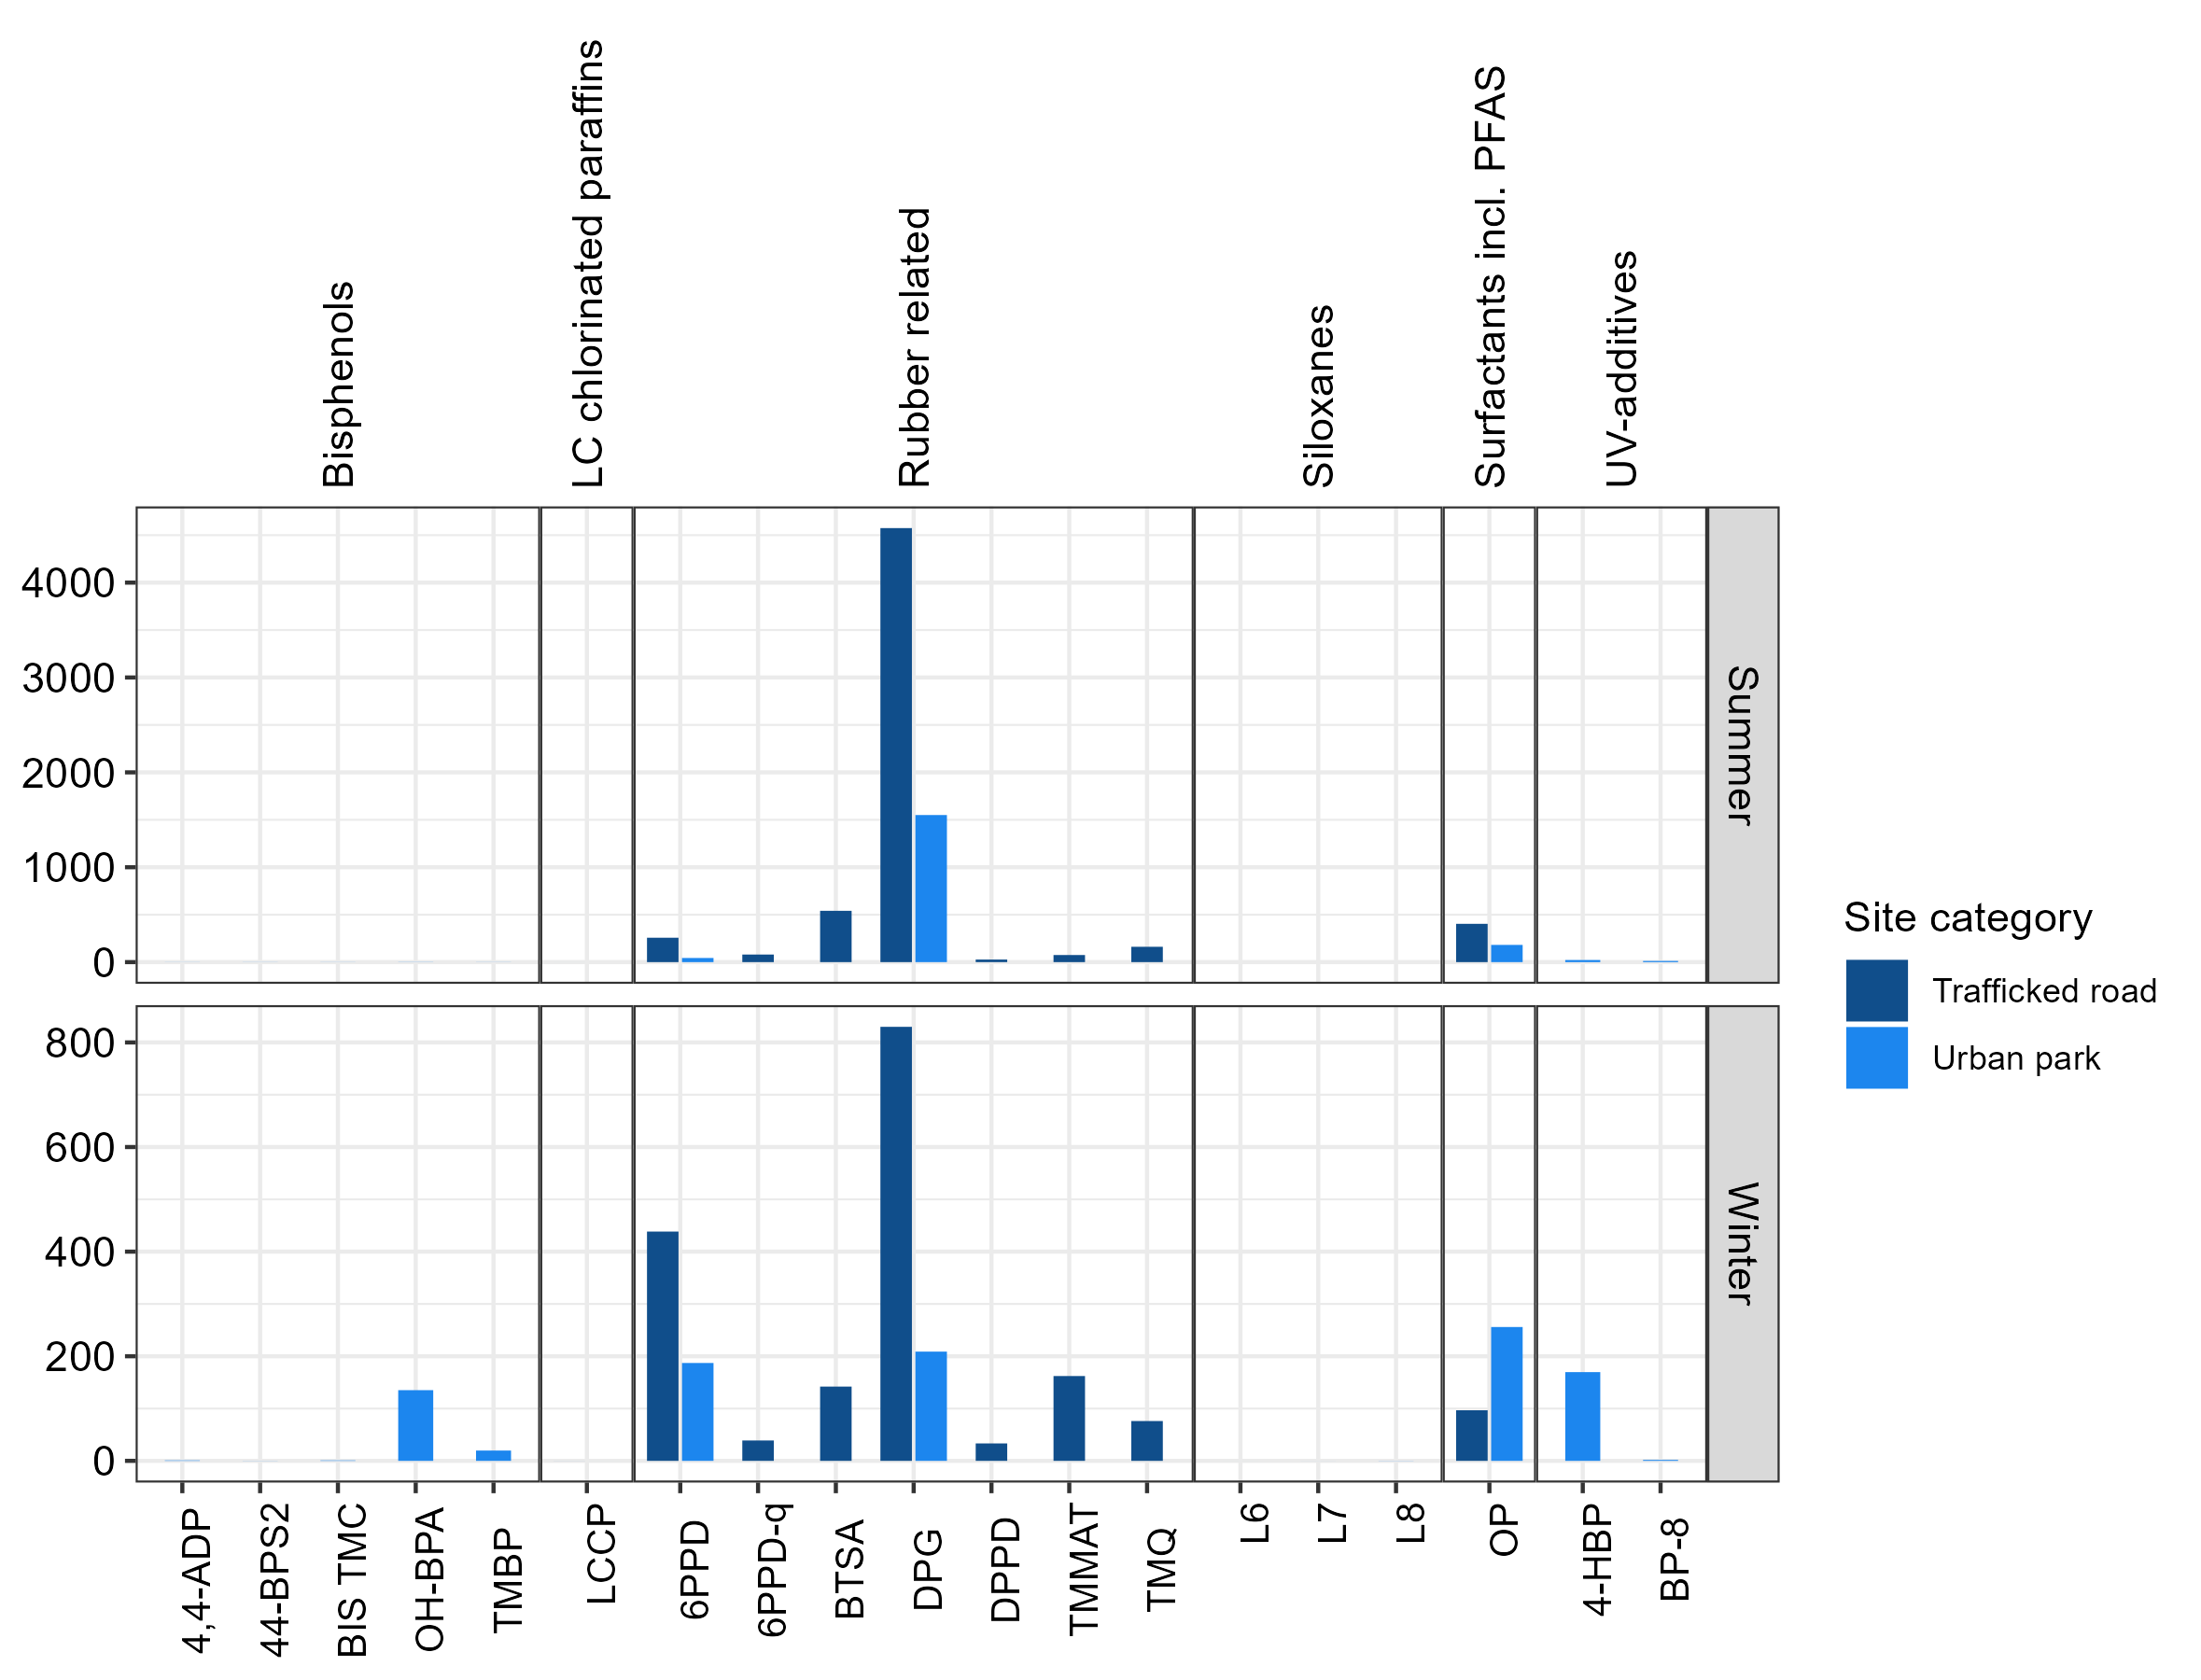 Bisphenols
LC chlorinated paraffins
Rubber related
Siloxanes
Surfactants incl. PFAS
UV-additives
4000
3000
2000
1000
0
Summer
800
600
400
200
0
Winter
4,4-ADP
44-BPS2
BIS TMC
OH-BPA
TMBP
LCCP
6PPD
6PPD-q
BTSA
DPG
DPPD
TMMAT
TMQ
L6
L7
L8
OP
4-HBP
BP-8
Site category
Trafficked road
Urban park